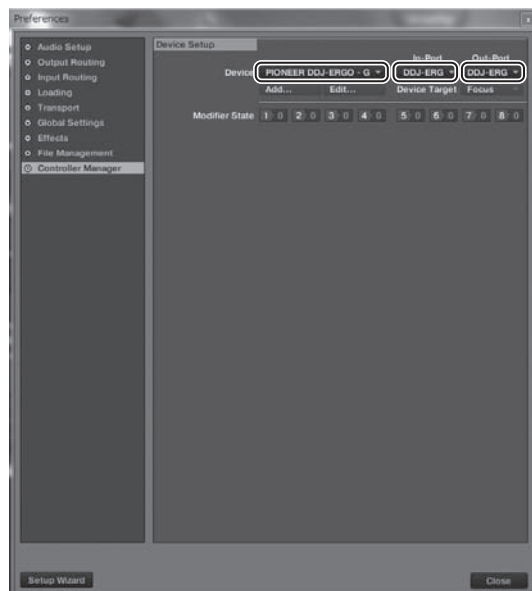 Preferences
Audio Setup
Output Routing
Input Routing
Loading
Transport
Global Settings
Effects
File Management
Controller Manager
Device Setup
In-Port Out-Port
Device PIONEER DDJ-ERGO - G DDJ-ERG DDJ-ERG
Add... Edit... Device Target Focus
Modifier State 1 0 2 0 3 0 4 0 5 0 6 0 7 0 8 0
Setup Wizard Close